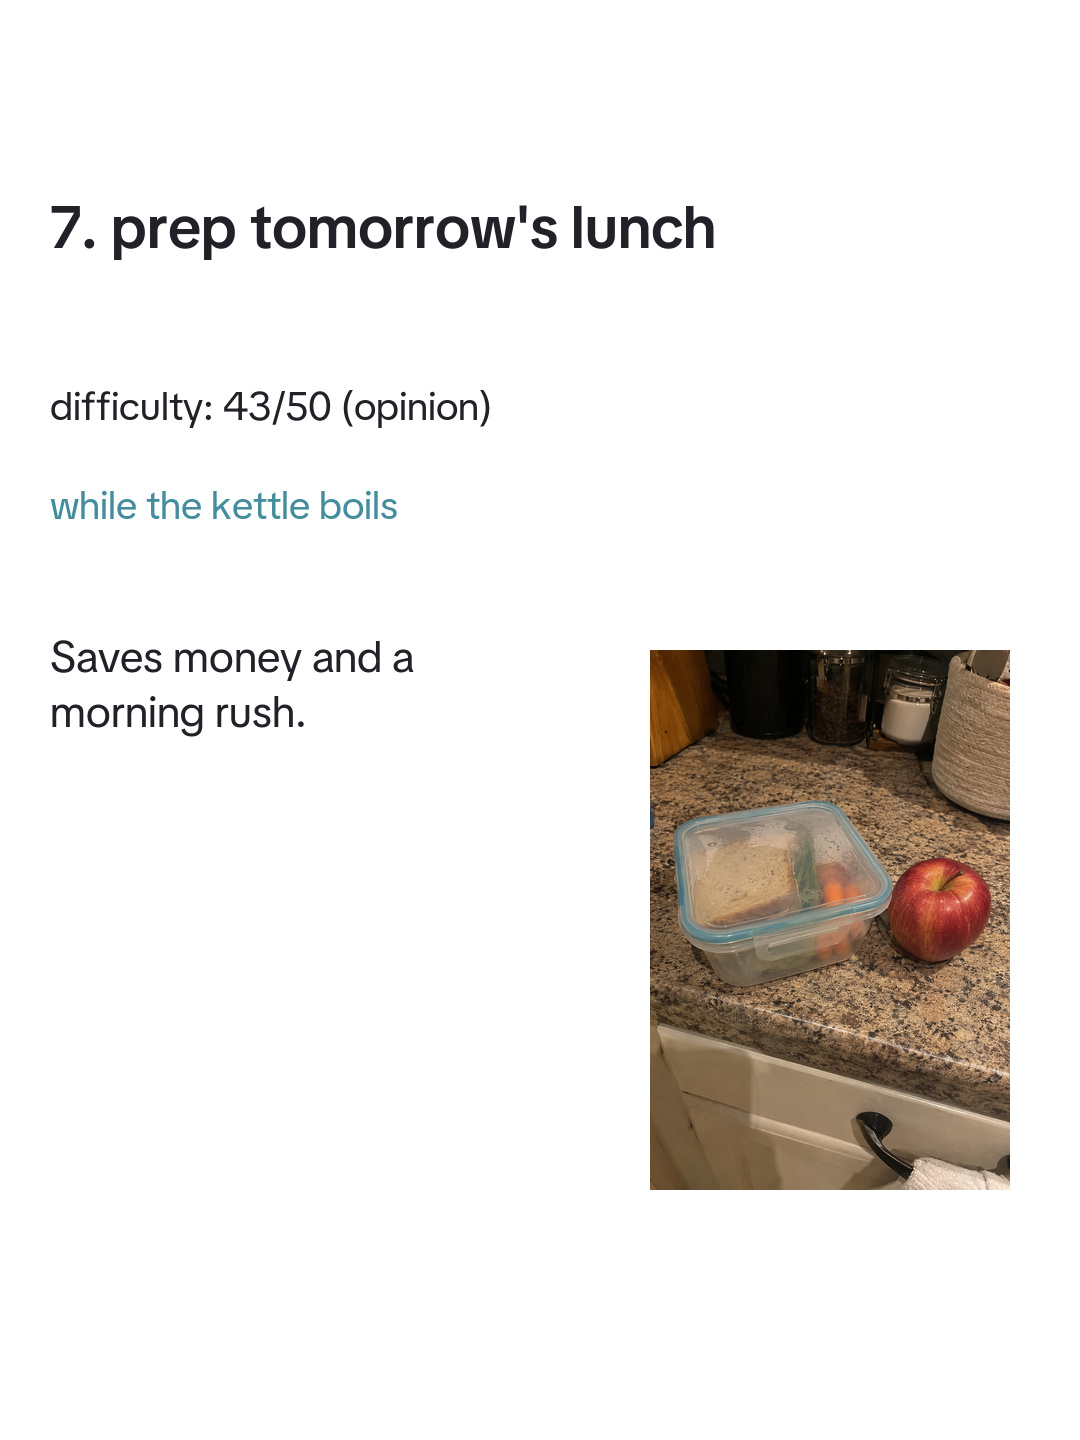 7. prep tomorrow's lunch
difficulty: 43/50 (opinion)
while the kettle boils
Saves money and a
morning rush.